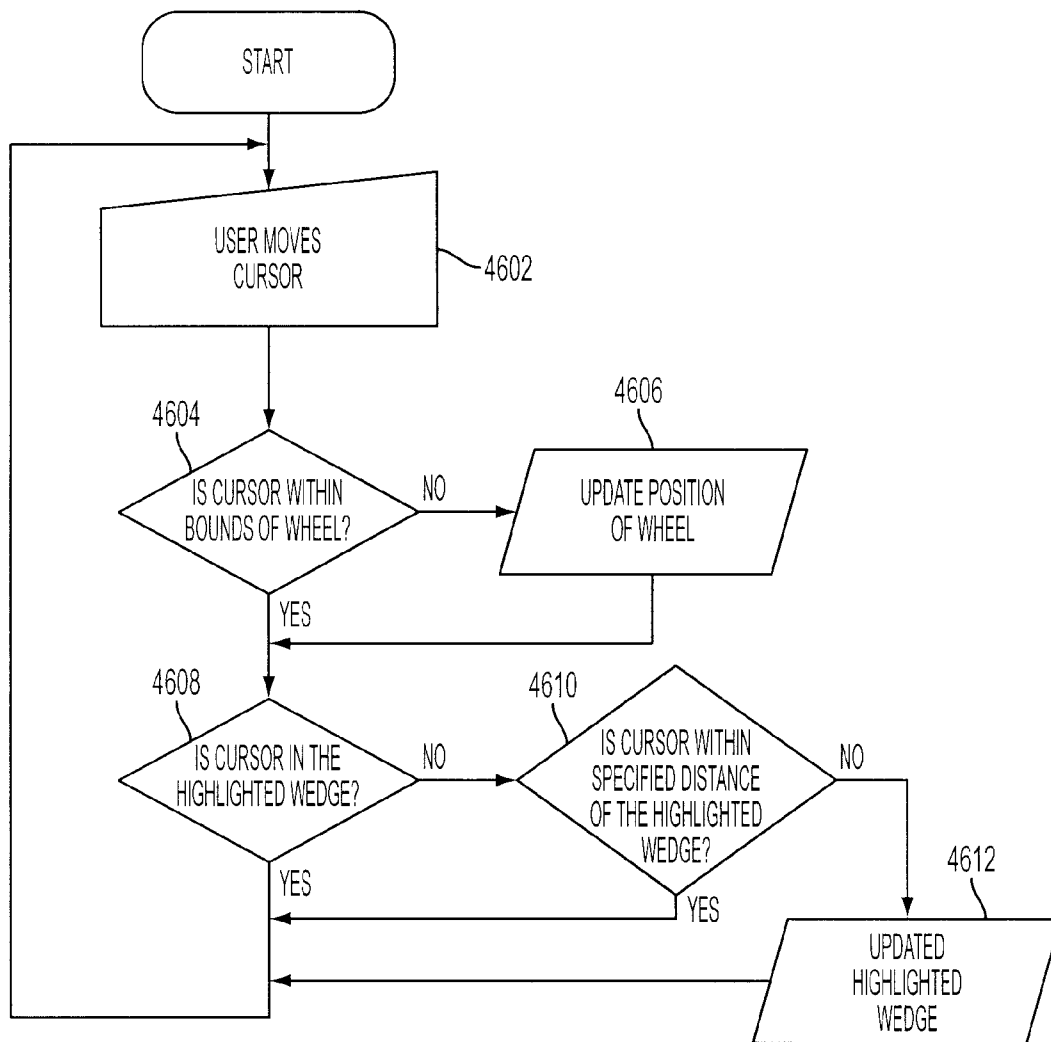 START
USER MOVES
CURSOR
4602
4604
IS CURSOR WITHIN
BOUNDS OF WHEEL?
NO
YES
4606
UPDATE POSITION
OF WHEEL
4608
IS CURSOR IN THE
HIGHLIGHTED WEDGE?
NO
YES
4610
IS CURSOR WITHIN
SPECIFIED DISTANCE
OF THE HIGHLIGHTED
WEDGE?
NO
YES
4612
UPDATED
HIGHLIGHTED
WEDGE